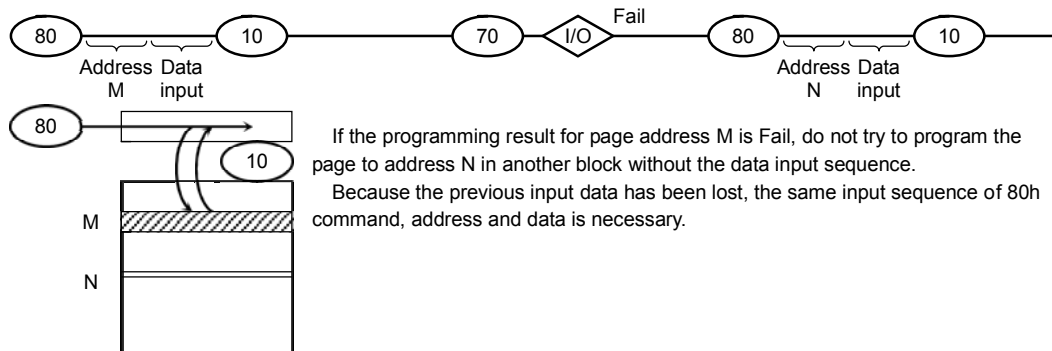 Fail
80 10 70 I/O 80 10
Address Data Address Data
M input N input
80
10
If the programming result for page address M is Fail, do not try to program the
page to address N in another block without the data input sequence.
Because the previous input data has been lost, the same input sequence of 80h
command, address and data is necessary.
M
N